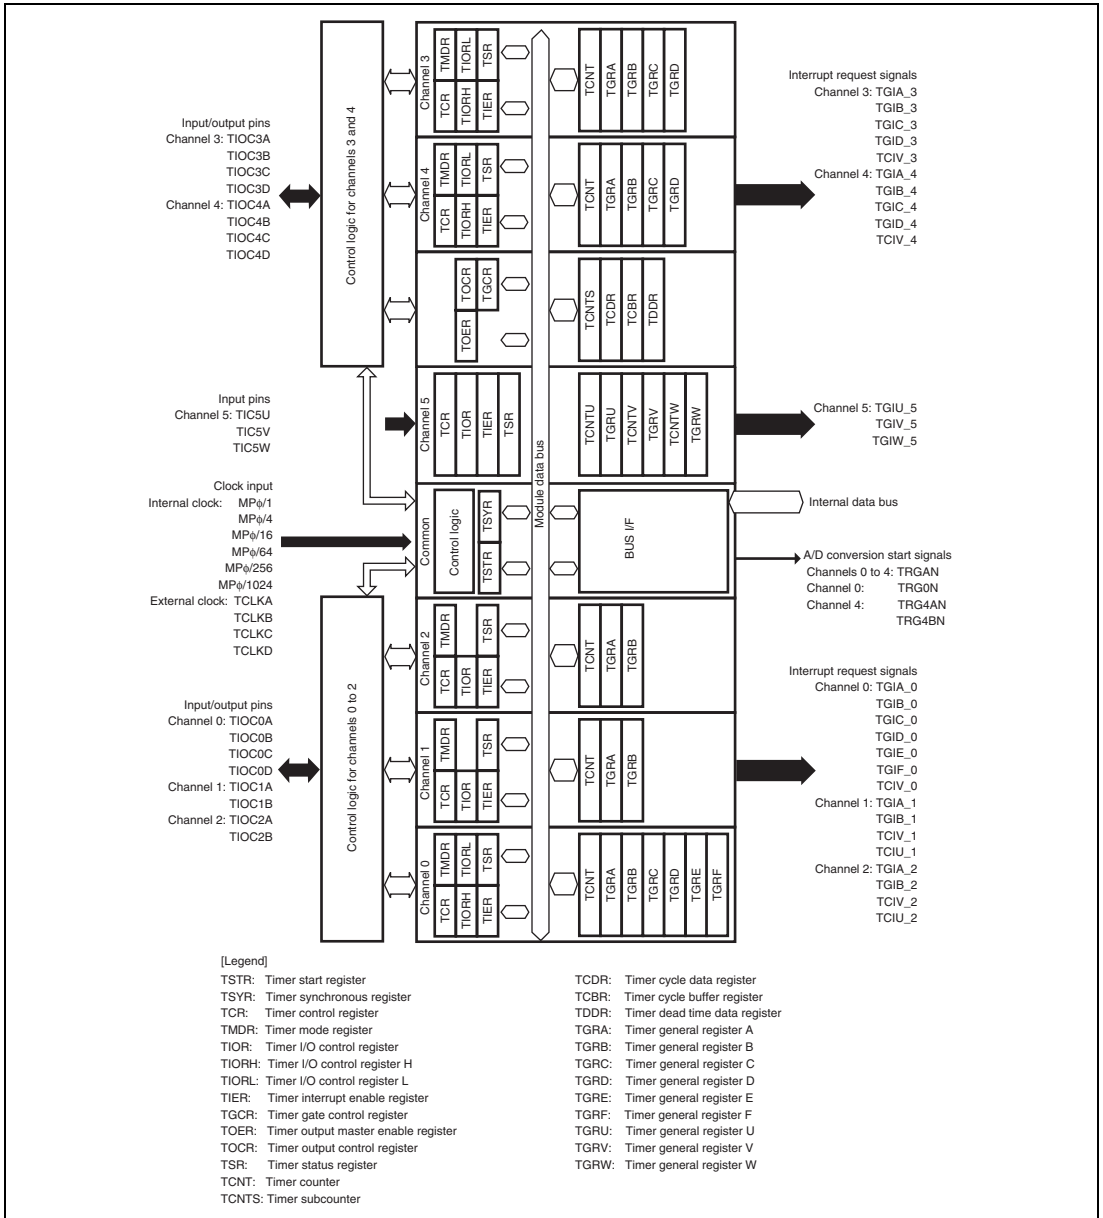 Input/output pins
Channel 3: TIOC3A
TIOC3B
TIOC3C
TIOC3D
Channel 4: TIOC4A
TIOC4B
TIOC4C
TIOC4D
Input pins
Channel 5: TIC5U
TIC5V
TIC5W
Clock input
Internal clock: MPφ/1
MPφ/4
MPφ/16
MPφ/64
MPφ/256
MPφ/1024
External clock: TCLKA
TCLKB
TCLKC
TCLKD
Input/output pins
Channel 0: TIOC0A
TIOC0B
TIOC0C
TIOC0D
Channel 1: TIOC1A
TIOC1B
Channel 2: TIOC2A
TIOC2B
Control logic for channels 3 and 4
Control logic for channels 0 to 2
Channel 3
TCR
TMDR
TIORH
TIORL
TIER
TSR
TCNT
TGRA
TGRB
TGRC
TGRD
Channel 4
TCR
TMDR
TIORH
TIORL
TIER
TSR
TCNT
TGRA
TGRB
TGRC
TGRD
TOER
TOCR
TGCR
TCNTS
TCDR
TCBR
TDDR
Channel 5
TCR
TIOR
TIER
TSR
TCNTU
TGRU
TCNTV
TGRV
TCNTW
TGRW
Module data bus
Common
Control logic
TSTR
TSYR
BUS I/F
Channel 2
TCR
TMDR
TIOR
TIER
TSR
TCNT
TGRA
TGRB
Channel 1
TCR
TMDR
TIOR
TIER
TSR
TCNT
TGRA
TGRB
Channel 0
TCR
TMDR
TIORH
TIORL
TIER
TSR
TCNT
TGRA
TGRB
TGRC
TGRD
TGRE
TGRF
Interrupt request signals
Channel 3: TGIA_3
TGIB_3
TGIC_3
TGID_3
TCIV_3
Channel 4: TGIA_4
TGIB_4
TGIC_4
TGID_4
TCIV_4
Channel 5: TGIU_5
TGIV_5
TGIW_5
Internal data bus
A/D conversion start signals
Channels 0 to 4: TRGAN
Channel 0: TRG0N
Channel 4: TRG4AN
TRG4BN
Interrupt request signals
Channel 0: TGIA_0
TGIB_0
TGIC_0
TGID_0
TGIE_0
TGIF_0
TCIV_0
Channel 1: TGIA_1
TGIB_1
TCIV_1
TCIU_1
Channel 2: TGIA_2
TGIB_2
TCIV_2
TCIU_2
[Legend]
TSTR: Timer start register
TSYR: Timer synchronous register
TCR: Timer control register
TMDR: Timer mode register
TIOR: Timer I/O control register
TIORH: Timer I/O control register H
TIORL: Timer I/O control register L
TIER: Timer interrupt enable register
TGCR: Timer gate control register
TOER: Timer output master enable register
TOCR: Timer output control register
TSR: Timer status register
TCNT: Timer counter
TCNTS: Timer subcounter
TCDR: Timer cycle data register
TCBR: Timer cycle buffer register
TDDR: Timer dead time data register
TGRA: Timer general register A
TGRB: Timer general register B
TGRC: Timer general register C
TGRD: Timer general register D
TGRE: Timer general register E
TGRF: Timer general register F
TGRU: Timer general register U
TGRV: Timer general register V
TGRW: Timer general register W